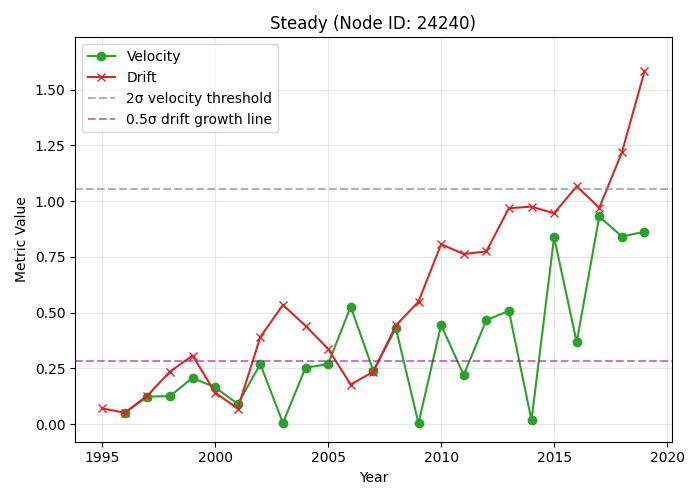 Steady (Node ID: 24240)
Velocity
Drift
2σ velocity threshold
0.5σ drift growth line
Metric Value
1.50
1.25
1.00
0.75
0.50
0.25
0.00
1995 2000 2005 2010 2015 2020
Year